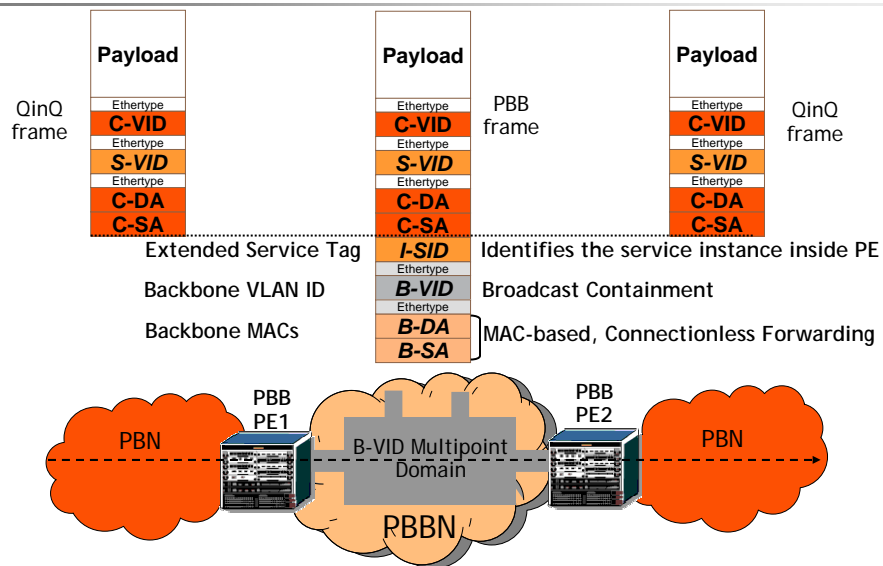 QinQ
frame
Payload
Ethertype
C-VID
Ethertype
S-VID
Ethertype
C-DA
C-SA
Payload
Ethertype
C-VID
Ethertype
S-VID
Ethertype
C-DA
C-SA
I-SID
Ethertype
B-VID
Ethertype
B-DA
B-SA
PBB
frame
Payload
Ethertype
C-VID
Ethertype
S-VID
Ethertype
C-DA
C-SA
QinQ
frame
Extended Service Tag
Identifies the service instance inside PE
Backbone VLAN ID
Broadcast Containment
Backbone MACs
MAC-based, Connectionless Forwarding
PBN
PBB
PE1
B-VID Multipoint
Domain
PBBN
PBB
PE2
PBN